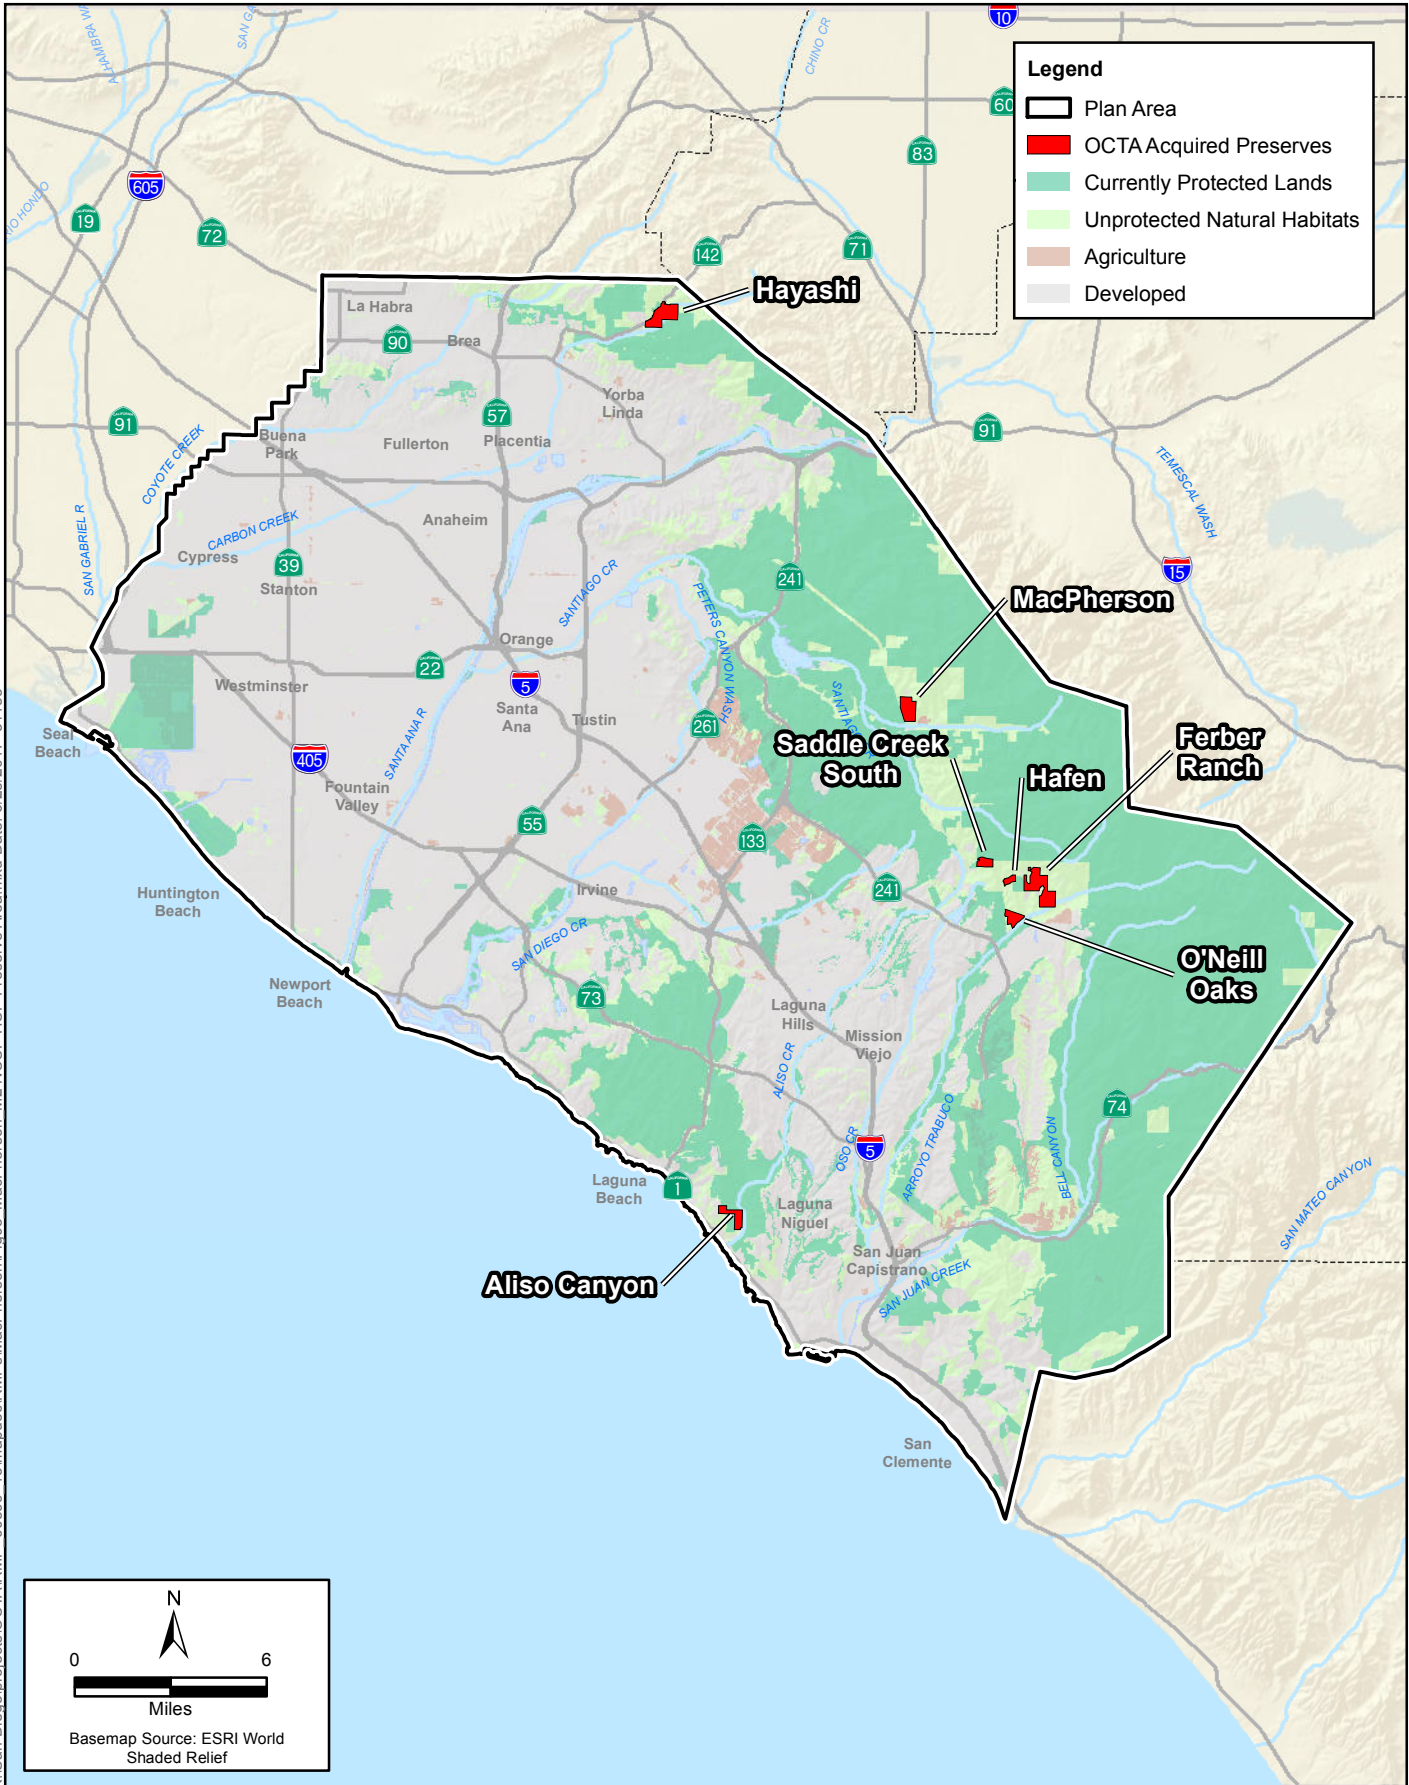 ALHAMBRA WA
SAN GA
CHINO CR
10
Legend
Plan Area
OCTA Acquired Preserves
Currently Protected Lands
Unprotected Natural Habitats
Agriculture
Developed
60
83
605
19
72
RIO HONDO
142
71
Hayashi
La Habra
90
Brea
Yorba
Linda
57
91
Buena
Park
Fullerton
Placentia
91
COYOTE CREEK
TEMESCAL WASH
SAN GABRIEL R
CARBON CREEK
Anaheim
Cypress
39
Stanton
SANTIAGO CR
241
15
MacPherson
PETERS CANYON WASH
Orange
22
5
Westminster
Santa
Ana
Tustin
261
SANTIAGO
SANTA ANA R
Seal
Beach
405
Saddle Creek
South
Hafen
Ferber
Ranch
Fountain
Valley
55
133
Irvine
241
Huntington
Beach
SAN DIEGO CR
O'Neill
Oaks
Newport
Beach
73
Laguna
Hills
Mission
Viejo
ALISO CR
ARROYO TRABUCO
74
OSO CR
5
BELL CANYON
Laguna
Beach
1
Laguna
Niguel
SAN MATEO CANYON
San Juan
Capistrano
SAN JUAN CREEK
Aliso Canyon
San
Clemente
N
0
6
Miles
Basemap Source: ESRI World
Shaded Relief